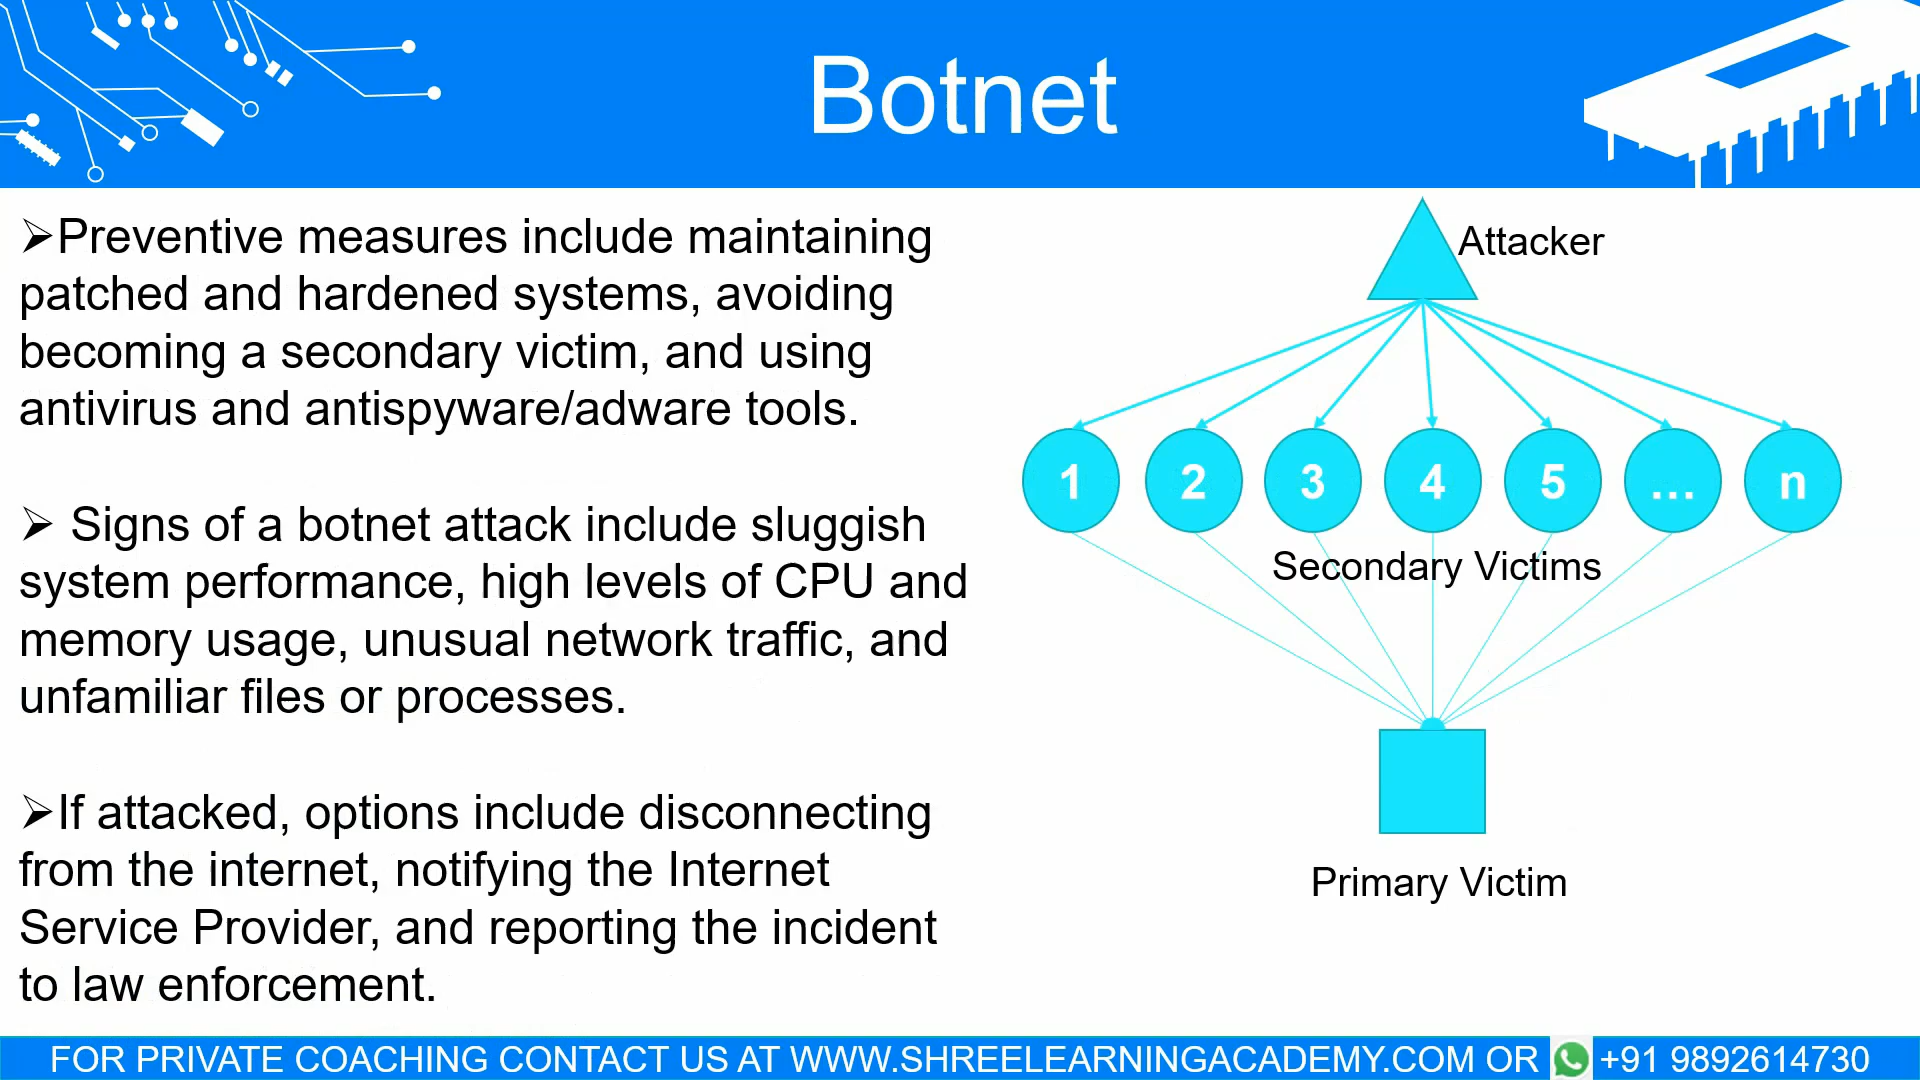 Botnet
➢Preventive measures include maintaining
patched and hardened systems, avoiding
becoming a secondary victim, and using
antivirus and antispyware/adware tools.
➢ Signs of a botnet attack include sluggish
system performance, high levels of CPU and
memory usage, unusual network traffic, and
unfamiliar files or processes.
➢If attacked, options include disconnecting
from the internet, notifying the Internet
Service Provider, and reporting the incident
to law enforcement.
Attacker
1 2 3 4 5 ... n
Secondary Victims
Primary Victim
FOR PRIVATE COACHING CONTACT US AT WWW.SHREELEARNINGACADEMY.COM OR +91 9892614730